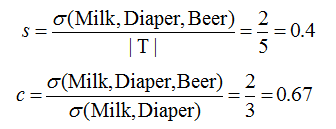 s = σ(Milk, Diaper, Beer) / | T | = 2 / 5 = 0.4
c = σ(Milk,Diaper,Beer) / σ(Milk,Diaper) = 2 / 3 = 0.67